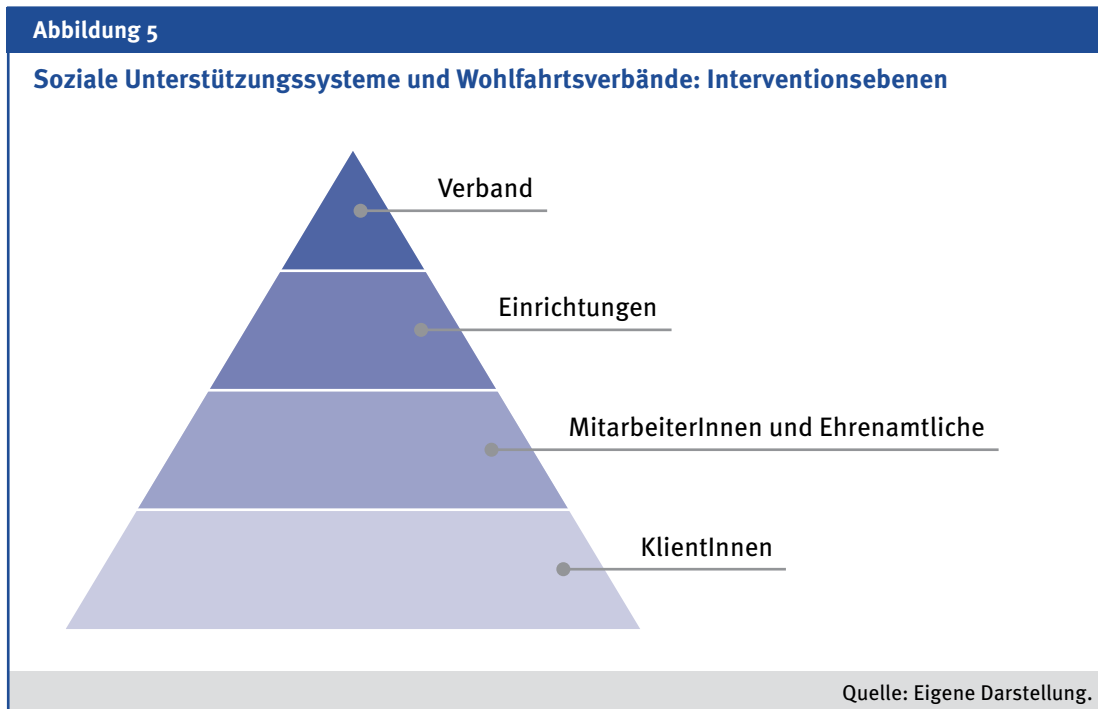 Abbildung 5
Soziale Unterstützungssysteme und Wohlfahrtsverbände: Interventionsebenen
Verband
Einrichtungen
MitarbeiterInnen und Ehrenamtliche
KlientInnen
Quelle: Eigene Darstellung.